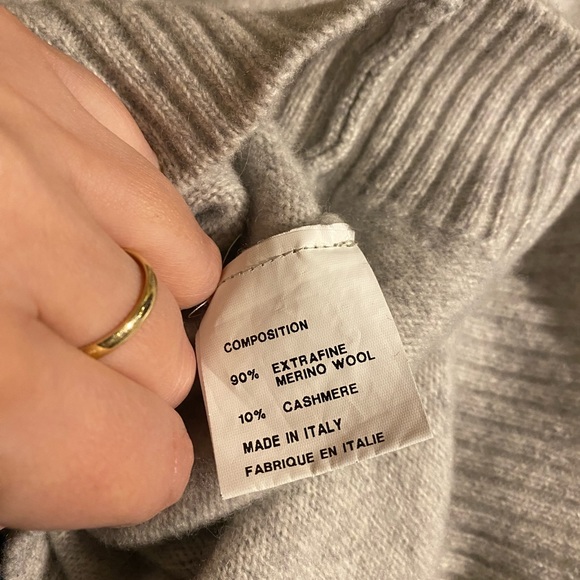 COMPOSITION
90% EXTRAFINE
MERINO WOOL
10% CASHMERE
MADE IN ITALY
FABRIQUE EN ITALIE